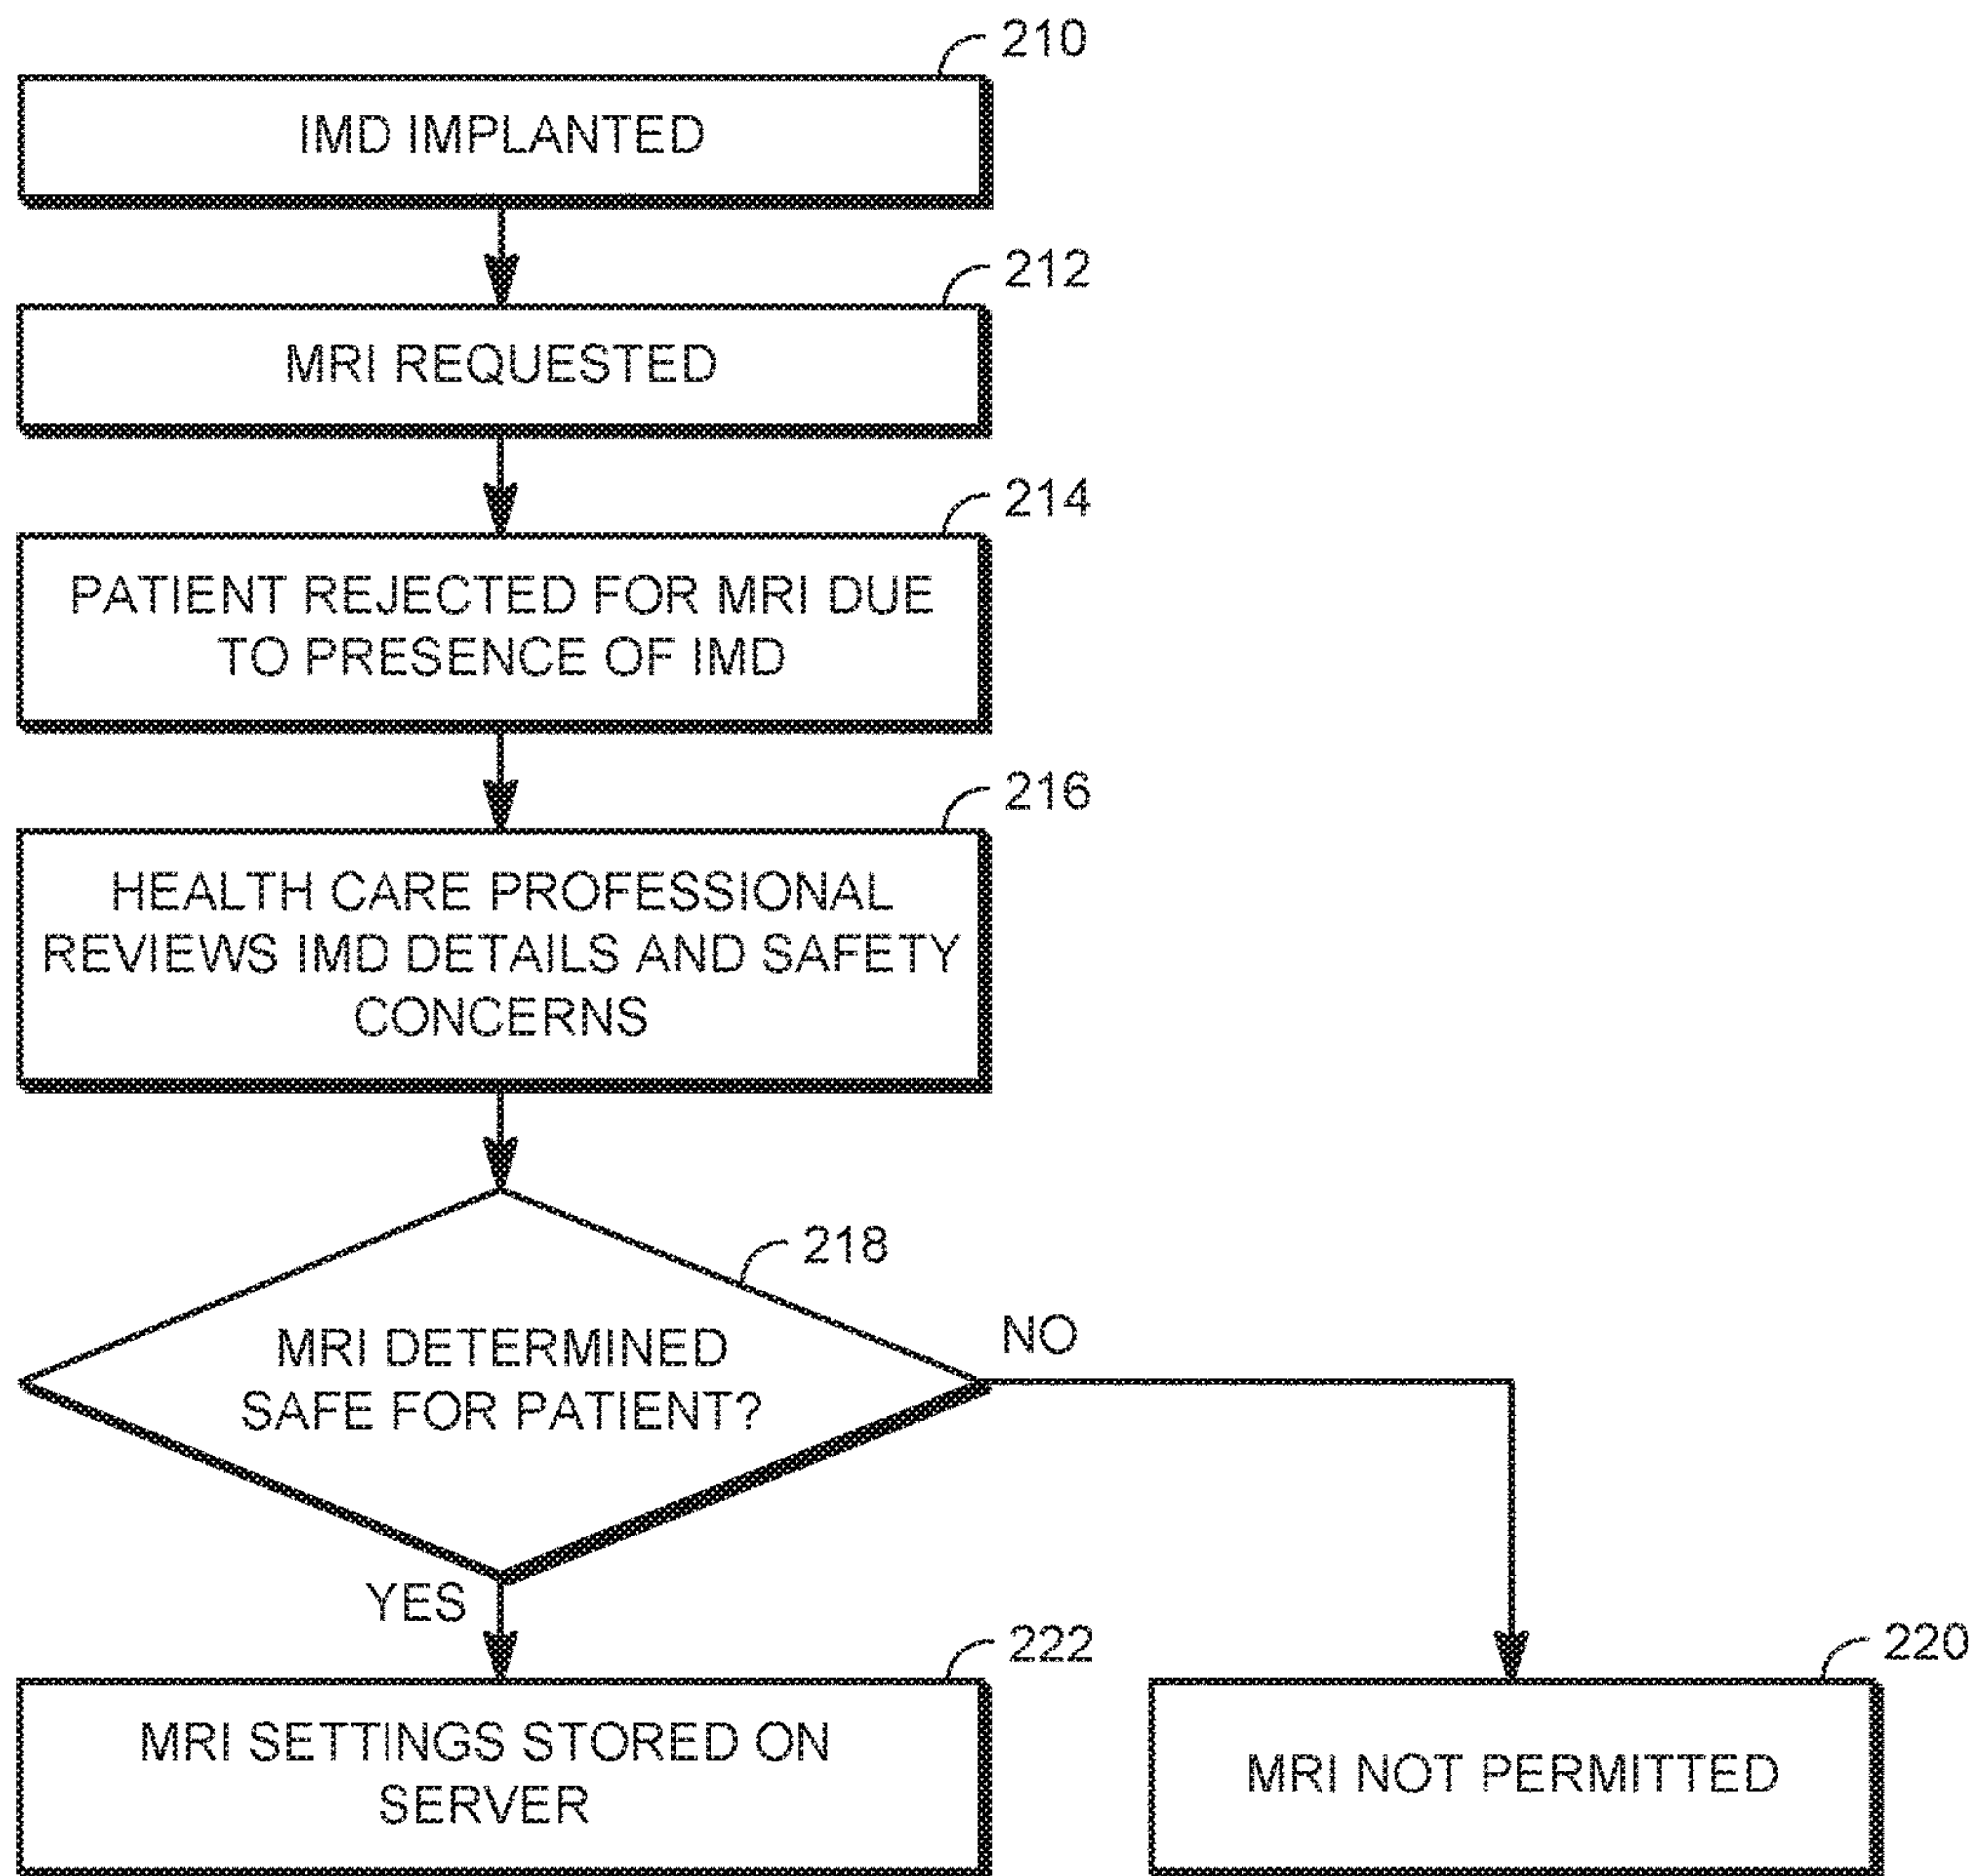 210
IMD IMPLANTED
212
MRI REQUESTED
214
PATIENT REJECTED FOR MRI DUE
TO PRESENCE OF IMD
216
HEALTH CARE PROFESSIONAL
REVIEWS IMD DETAILS AND SAFETY
CONCERNS
218
MRI DETERMINED
SAFE FOR PATIENT?
NO
YES
222
MRI SETTINGS STORED ON
SERVER
220
MRI NOT PERMITTED